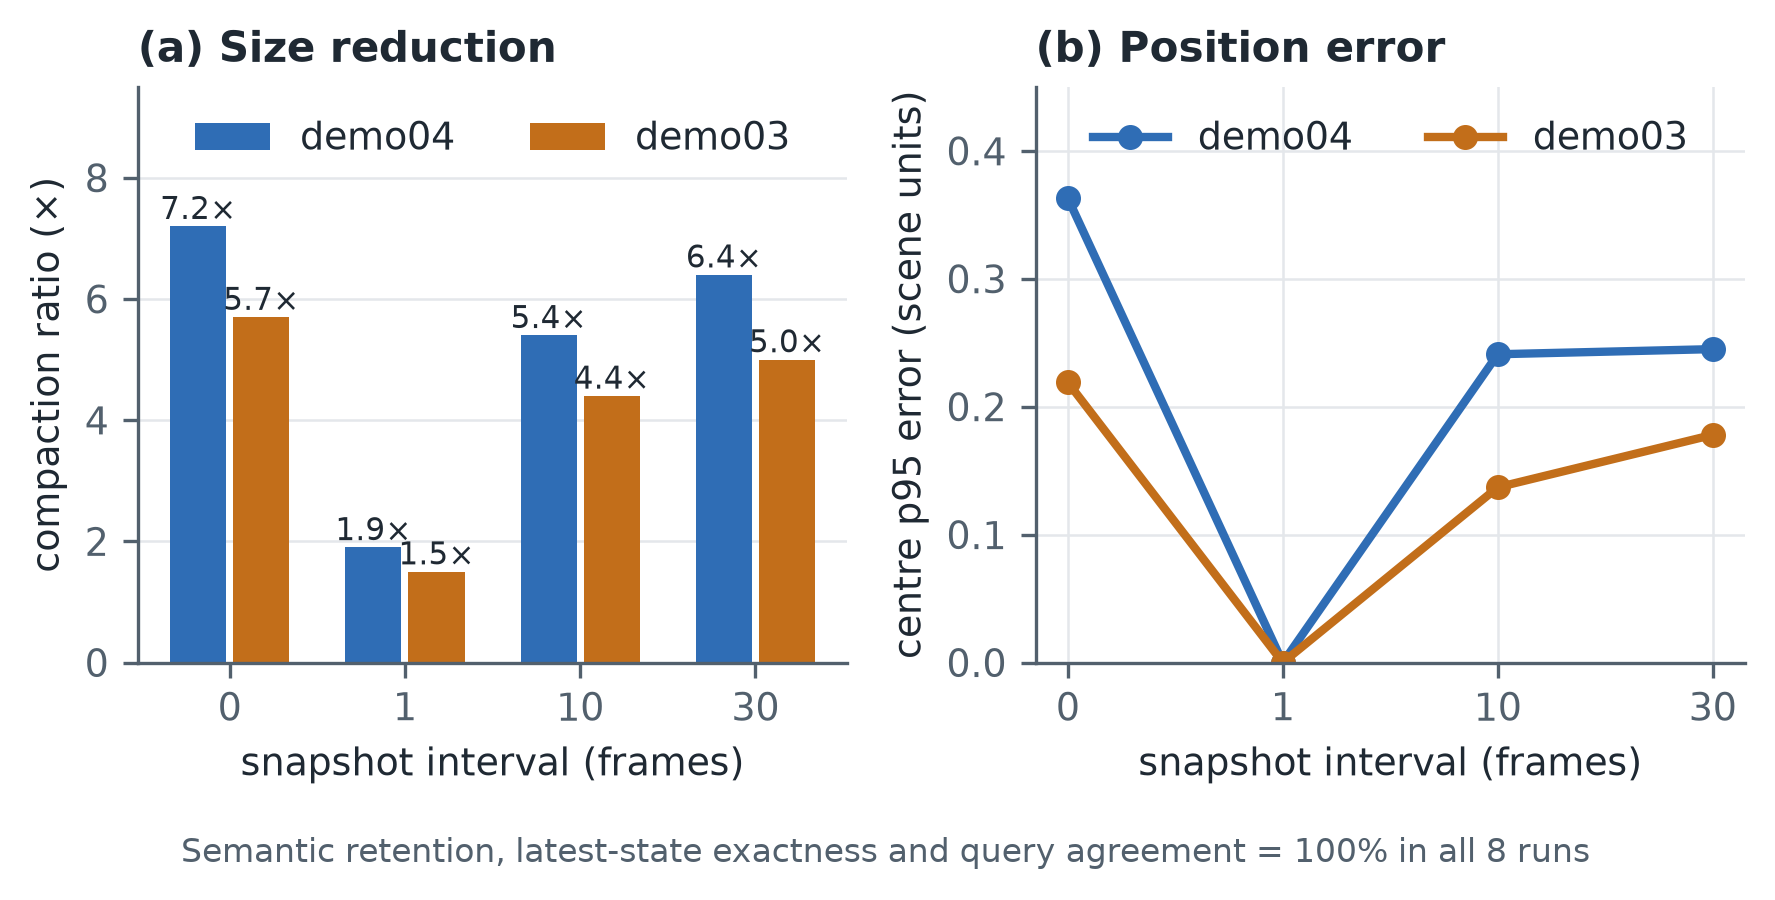 (a) Size reduction
demo04 demo03
compaction ratio (×)
8
6
4
2
0
7.2×
5.7×
1.9×
1.5×
5.4×
4.4×
6.4×
5.0×
0 1 10 30
snapshot interval (frames)
(b) Position error
demo04 demo03
centre p95 error (scene units)
0.4
0.3
0.2
0.1
0.0
0 1 10 30
snapshot interval (frames)
Semantic retention, latest-state exactness and query agreement = 100% in all 8 runs